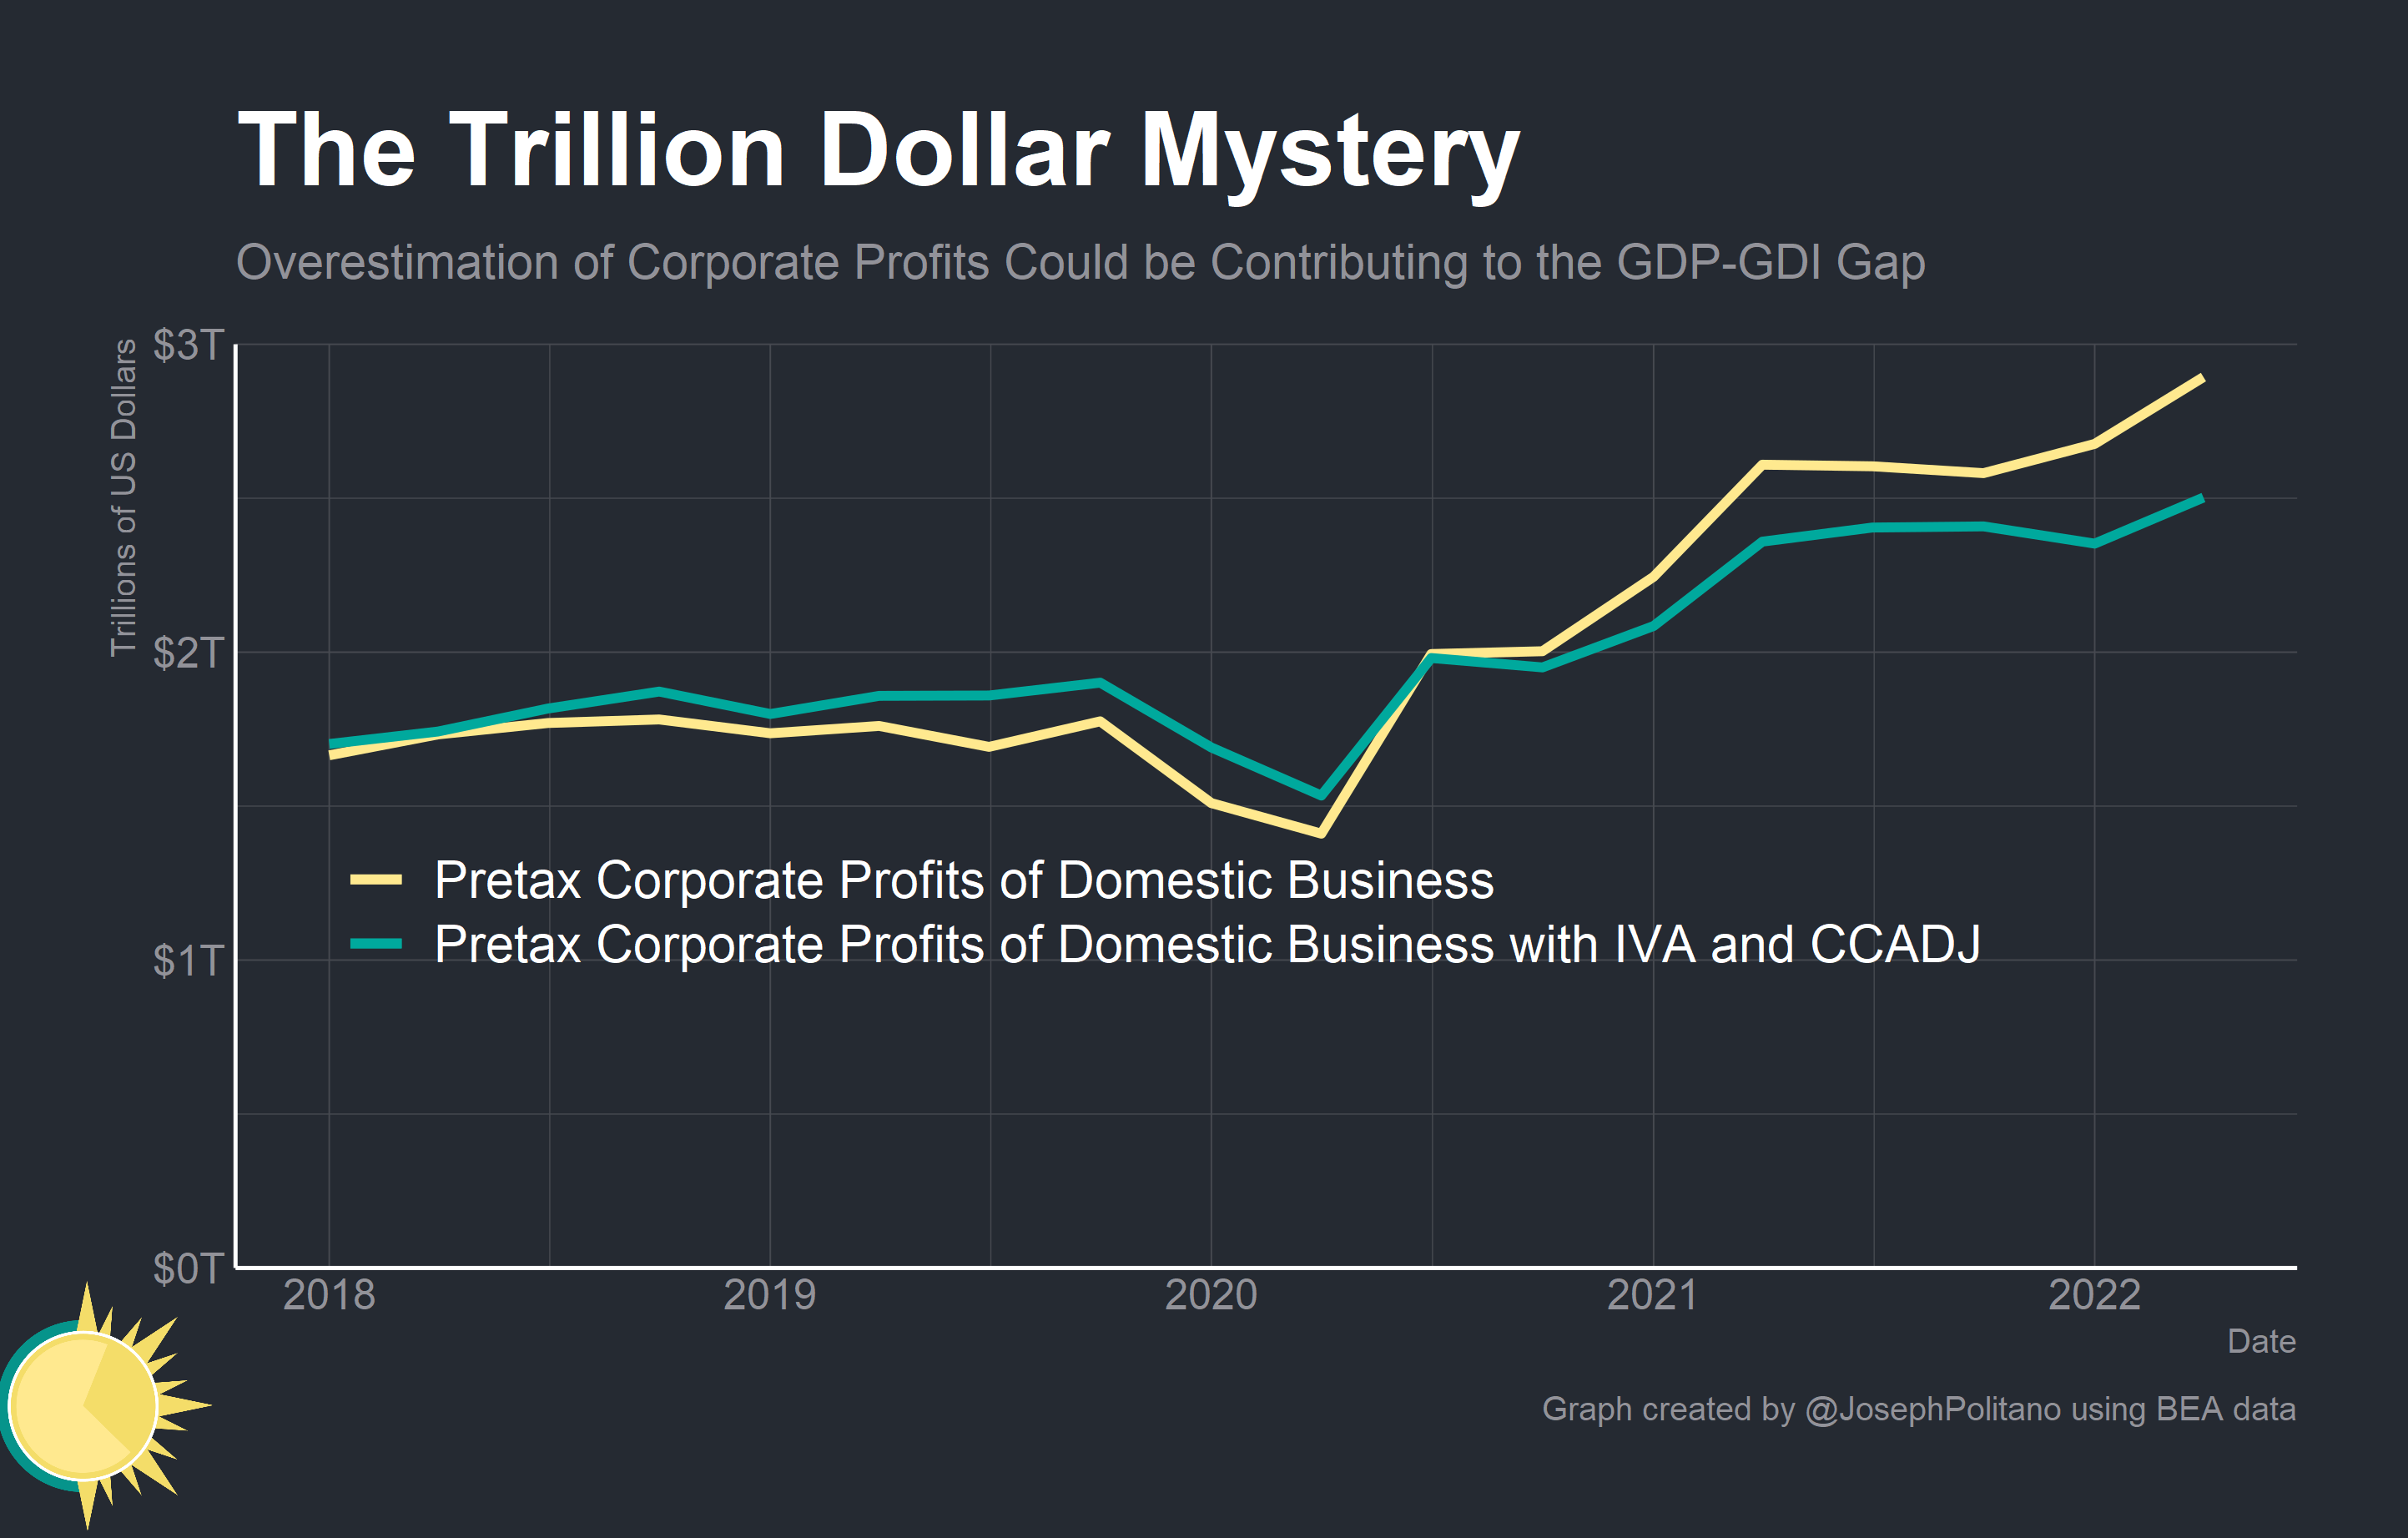 The Trillion Dollar Mystery
Overestimation of Corporate Profits Could be Contributing to the GDP-GDI Gap
Trillions of US Dollars
$3T
$2T
$1T
$0T
Pretax Corporate Profits of Domestic Business
Pretax Corporate Profits of Domestic Business with IVA and CCADJ
2018 2019 2020 2021 2022
Date
Graph created by @JosephPolitano using BEA data